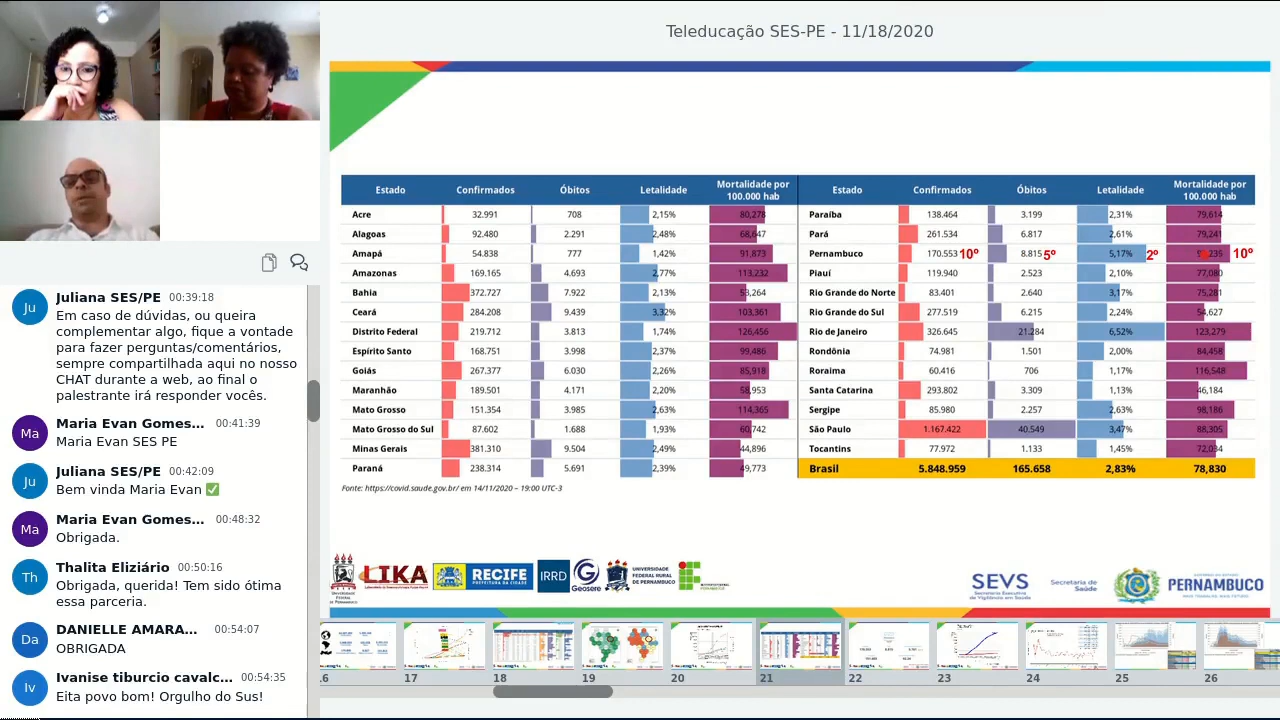 Teleducação SES-PE - 11/18/2020
Ju Juliana SES/PE 00:39:18
Em caso de dúvidas, ou queira
complementar algo, fique a vontade
para fazer perguntas/comentários,
sempre compartilhada aqui no nosso
CHAT durante a web, ao final o
palestrante irá responder vocês.
Ma Maria Evan Gomes... 00:41:39
Maria Evan SES PE
Ju Juliana SES/PE 00:42:09
Bem vinda Maria Evan ✅
Ma Maria Evan Gomes... 00:48:32
Obrigada.
Th Thalita Eliziário 00:50:16
Obrigada, querida! Tem sido ótima
essa parceria.
Da DANIELLE AMARA... 00:54:07
OBRIGADA
Iv Ivanise tiburcio cavalc... 00:54:35
Eita povo bom! Orgulho do Sus!
Estado Confirmados Óbitos Letalidade Mortalidade por 100.000 hab
Acre 32.991 708 2,15% 80,278
Alagoas 92.480 2.291 2,48% 68,647
Amapá 54.838 777 1,42% 91,873
Amazonas 169.165 4.693 2,77% 113,232
Bahia 372.727 7.922 2,13% 53,264
Ceará 284.208 9.439 3,32% 103,361
Distrito Federal 219.712 3.813 1,74% 126,456
Espírito Santo 168.751 3.998 2,37% 99,486
Goiás 267.377 6.030 2,26% 85,918
Maranhão 189.501 4.171 2,20% 58,953
Mato Grosso 151.354 3.985 2,63% 114,365
Mato Grosso do Sul 87.602 1.688 1,93% 60,742
Minas Gerais 381.310 9.504 2,49% 44,896
Paraná 238.314 5.691 2,39% 49,773
Estado Confirmados Óbitos Letalidade Mortalidade por 100.000 hab
Paraíba 138.464 3.199 2,31% 79,614
Pará 261.534 6.817 2,61% 79,241
Pernambuco 170.553 10º 8.815 5º 5,17% 2º 10º
Piauí 119.940 2.523 2,10% 77,080
Rio Grande do Norte 83.401 2.640 3,17% 75,281
Rio Grande do Sul 277.519 6.215 2,24% 54,627
Rio de Janeiro 326.645 21.284 6,52% 123,279
Rondônia 74.981 1.501 2,00% 84,458
Roraima 60.416 706 1,17% 116,548
Santa Catarina 293.802 3.309 1,13% 46,184
Sergipe 85.980 2.257 2,63% 98,186
São Paulo 1.167.422 40.549 3,47% 88,305
Tocantins 77.972 1.133 1,45% 72,034
Brasil 5.848.959 165.658 2,83% 78,830
Fonte: https://covid.saude.gov.br/ em 14/11/2020 – 19:00 UTC-3
LIKA
RECIFE
PREFEITURA DA CIDADE
IRRD
Geosere
UNIVERSIDADE
FEDERAL RURAL
DE PERNAMBUCO
SEVS
Secretaria Executiva
de Vigilância em Saúde
Secretaria de
Saúde
PERNAMBUCO
6 17 18 19 20 21 22 23 24 25 26